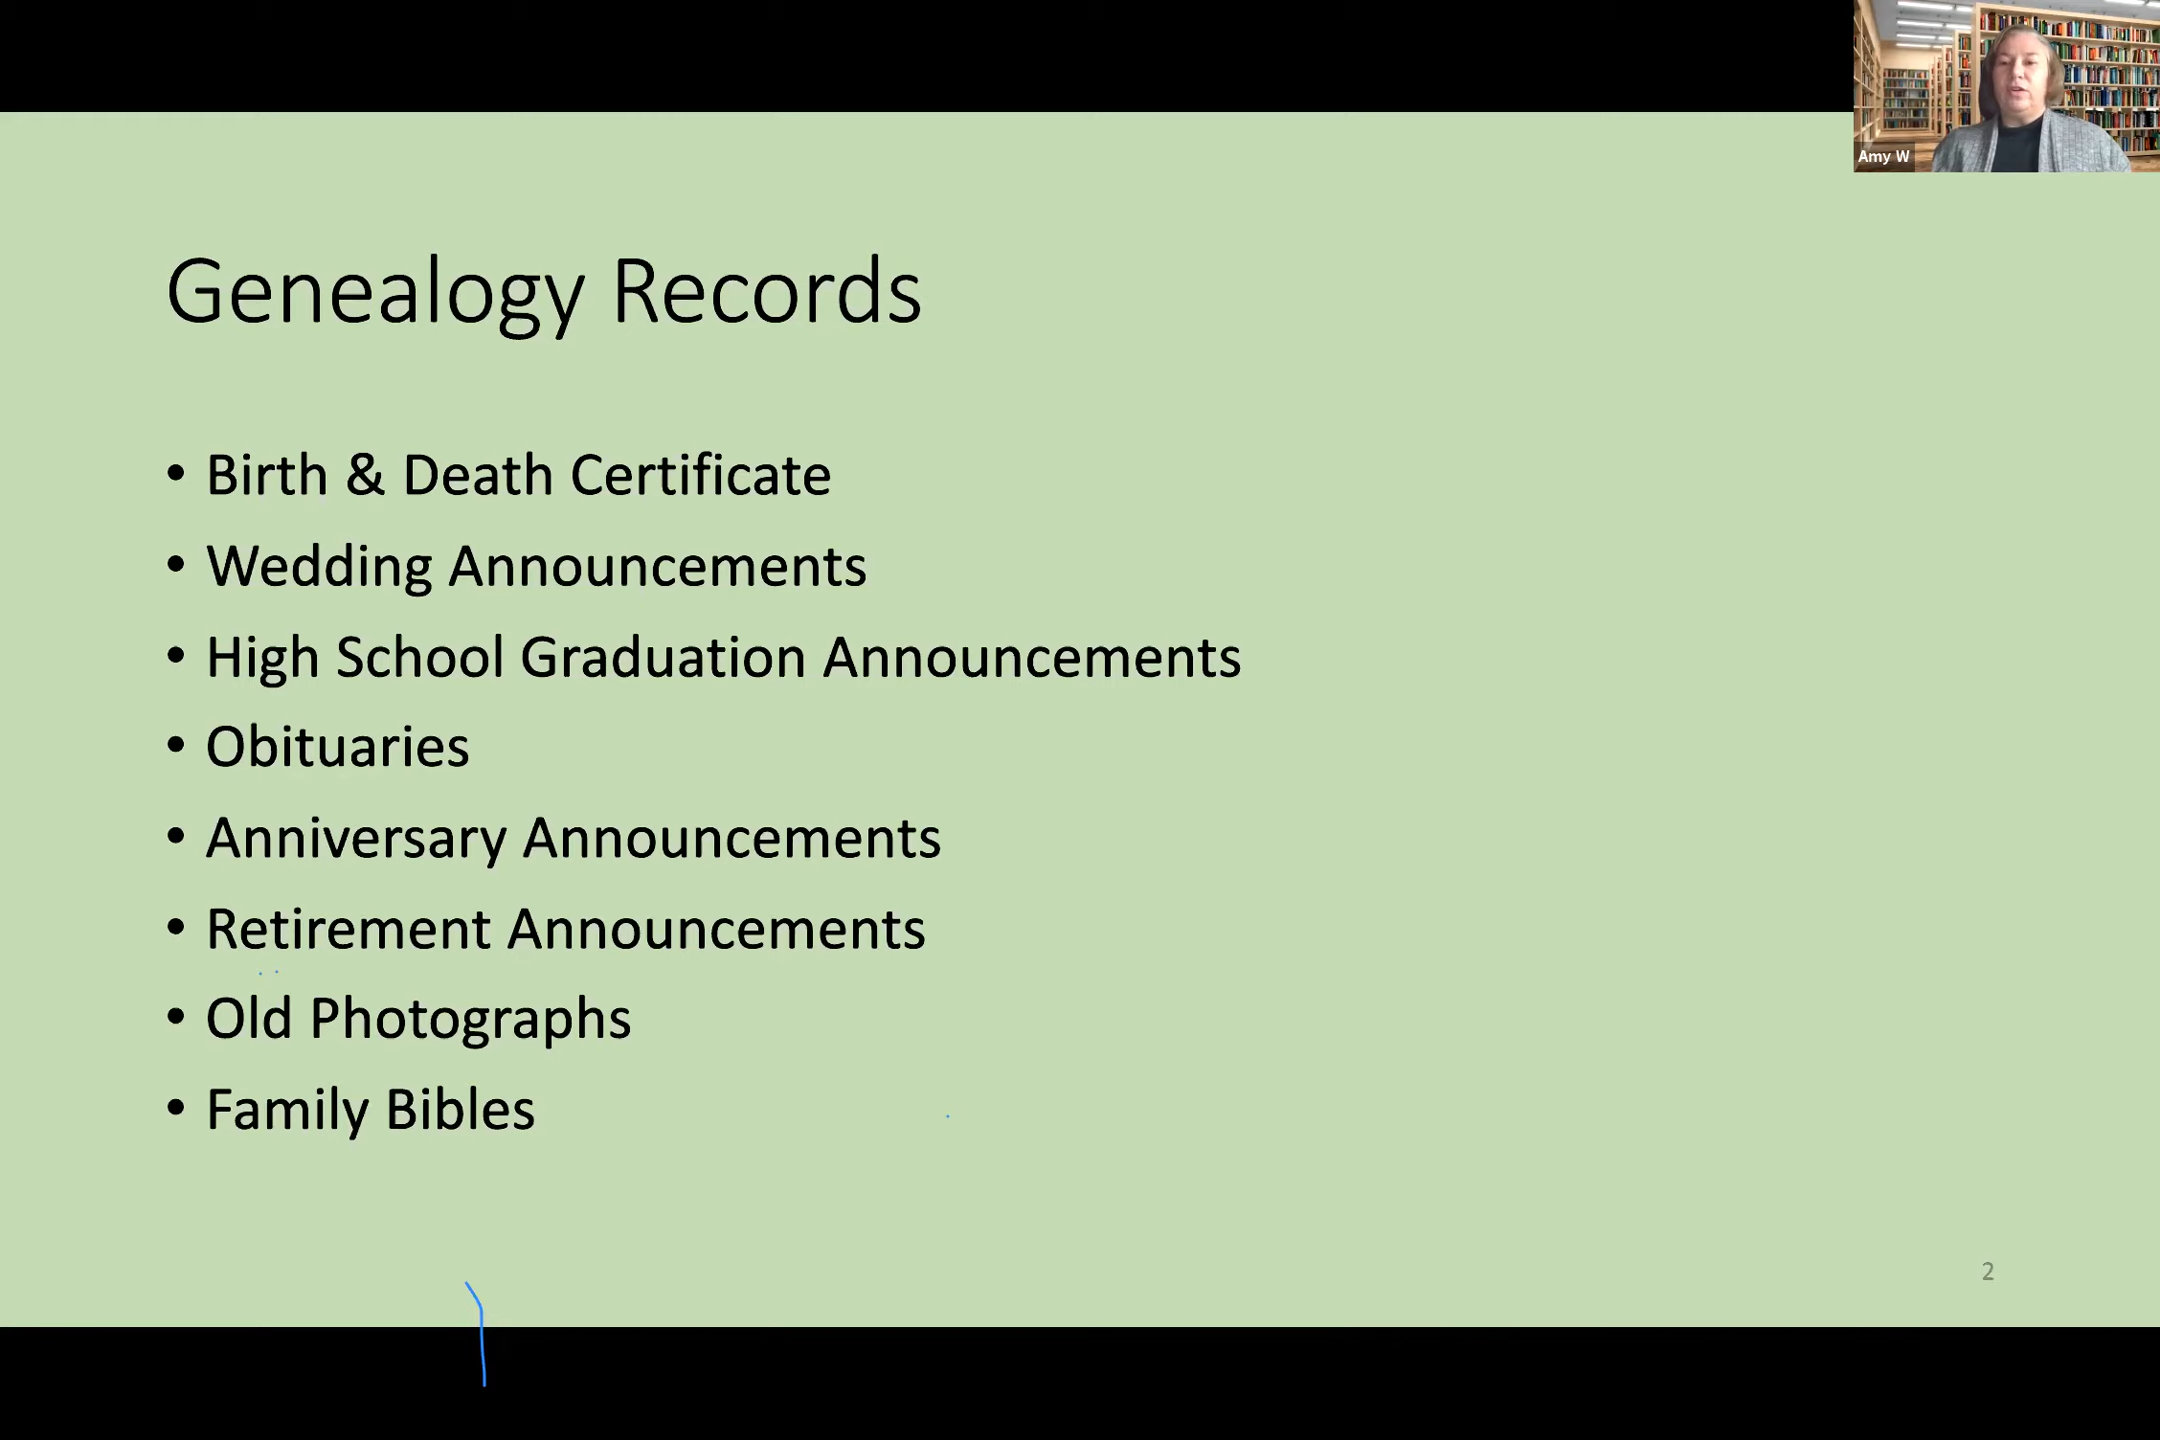 Amy W
Genealogy Records
• Birth & Death Certificate
• Wedding Announcements
• High School Graduation Announcements
• Obituaries
• Anniversary Announcements
• Retirement Announcements
• Old Photographs
• Family Bibles
2